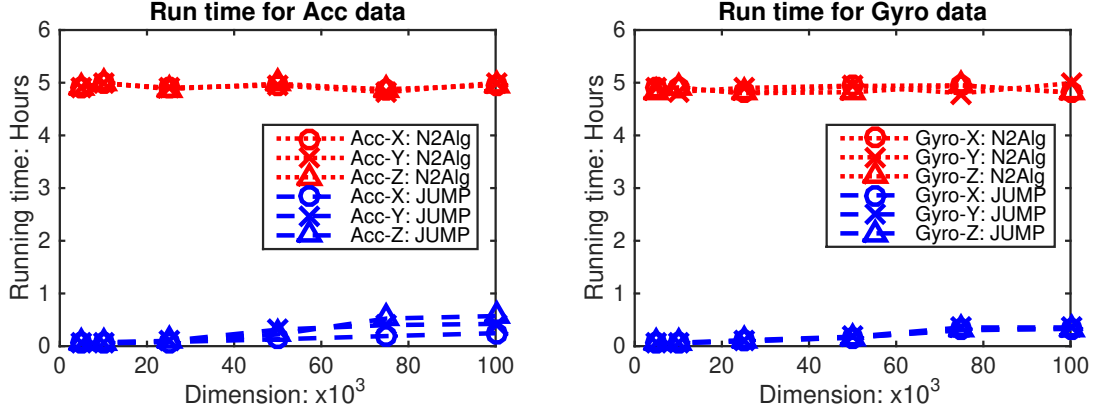 Run time for Acc data
Running time: Hours
6
5
4
3
2
1
0
Acc-X: N2Alg
Acc-Y: N2Alg
Acc-Z: N2Alg
Acc-X: JUMP
Acc-Y: JUMP
Acc-Z: JUMP
0 20 40 60 80 100
Dimension: x10³
Run time for Gyro data
Running time: Hours
6
5
4
3
2
1
0
Gyro-X: N2Alg
Gyro-Y: N2Alg
Gyro-Z: N2Alg
Gyro-X: JUMP
Gyro-Y: JUMP
Gyro-Z: JUMP
0 20 40 60 80 100
Dimension: x10³